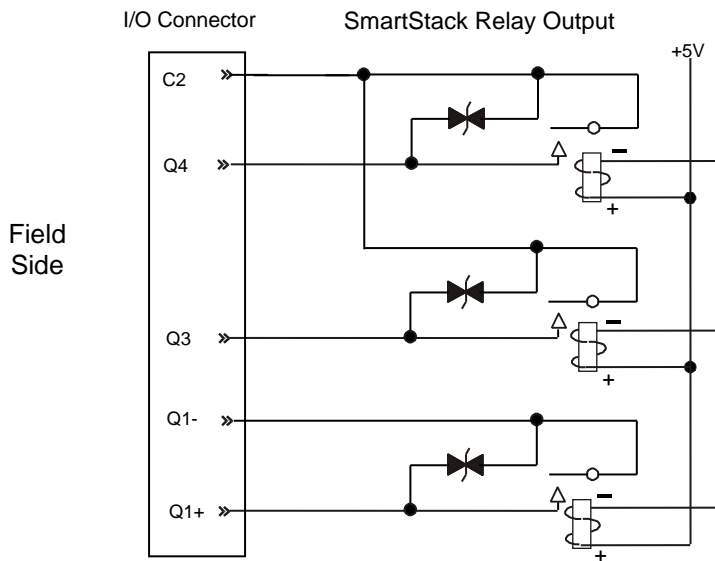 I/O Connector
SmartStack Relay Output
+5V
C2
Q4
−
+
Field
Side
Q3
−
+
Q1-
Q1+
−
+